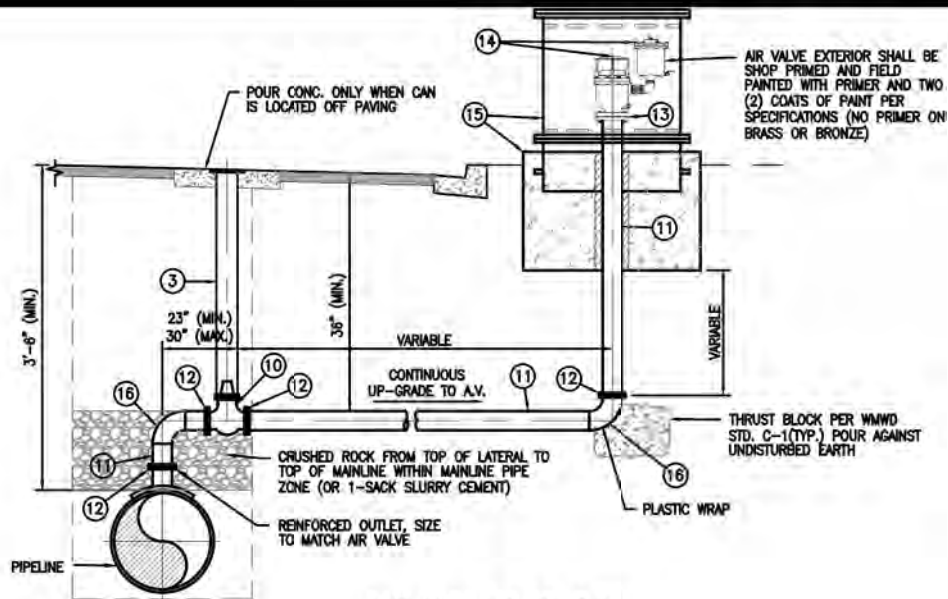 14
AIR VALVE EXTERIOR SHALL BE
SHOP PRIMED AND FIELD
PAINTED WITH PRIMER AND TWO
(2) COATS OF PAINT PER
SPECIFICATIONS (NO PRIMER ON
BRASS OR BRONZE)
POUR CONC. ONLY WHEN CAN
IS LOCATED OFF PAVING
15
13
11
3
3'-6" (MIN.)
23" (MIN.)
30" (MAX.)
36" (MIN.)
VARIABLE
VARIABLE
12
10
12
CONTINUOUS
UP-GRADE TO A.V.
11
12
16
THRUST BLOCK PER WMWD
STD. C-1(TYP.) POUR AGAINST
UNDISTURBED EARTH
11
CRUSHED ROCK FROM TOP OF LATERAL TO
TOP OF MAINLINE WITHIN MAINLINE PIPE
ZONE (OR 1-SACK SLURRY CEMENT)
16
12
PLASTIC WRAP
REINFORCED OUTLET, SIZE
TO MATCH AIR VALVE
PIPELINE